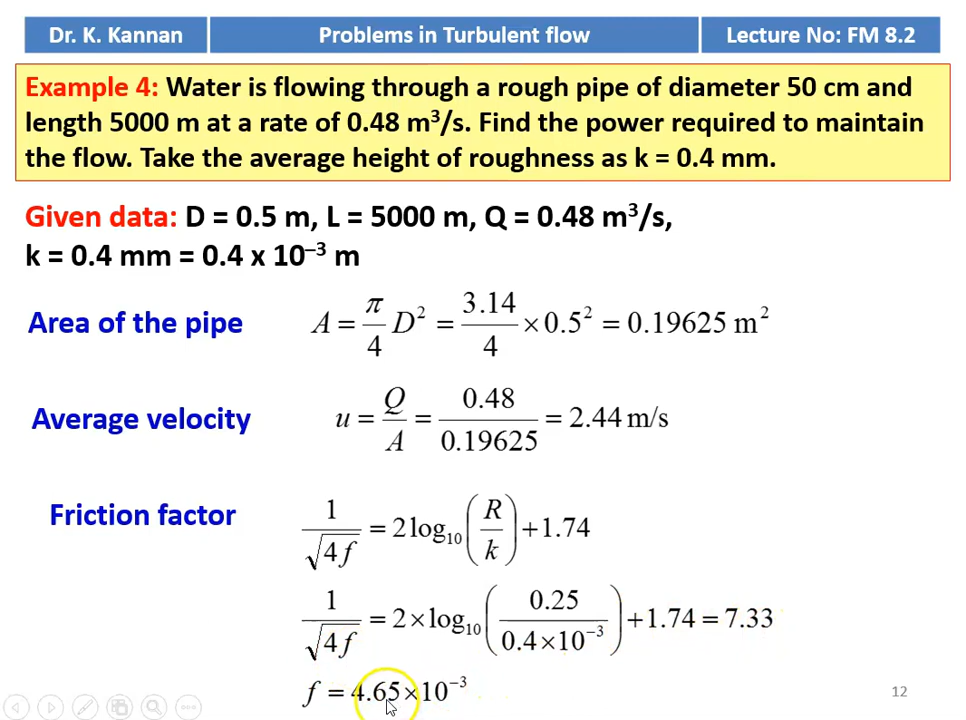 Dr. K. Kannan Problems in Turbulent flow Lecture No: FM 8.2
Example 4: Water is flowing through a rough pipe of diameter 50 cm and
length 5000 m at a rate of 0.48 m³/s. Find the power required to maintain
the flow. Take the average height of roughness as k = 0.4 mm.
Given data: D = 0.5 m, L = 5000 m, Q = 0.48 m³/s,
k = 0.4 mm = 0.4 x 10⁻³ m
Area of the pipe A = π/4 D² = 3.14/4 × 0.5² = 0.19625 m²
Average velocity u = Q/A = 0.48/0.19625 = 2.44 m/s
Friction factor 1/√4f = 2 log₁₀ (R/k) + 1.74
1/√4f = 2 × log₁₀ (0.25/0.4×10⁻³) + 1.74 = 7.33
f = 4.65×10⁻³
12